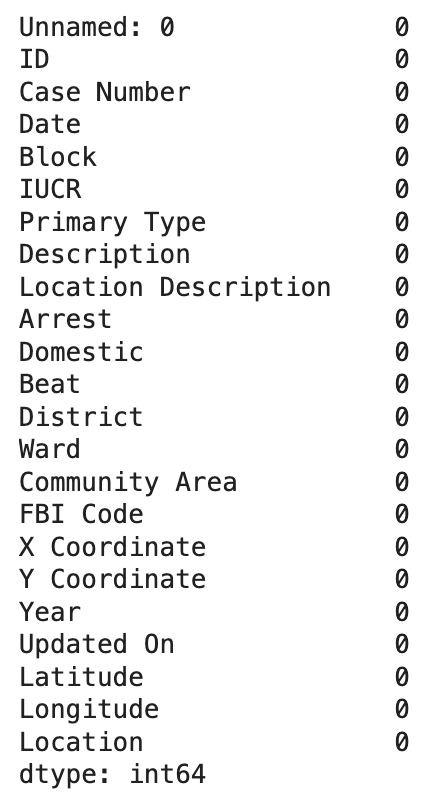 Unnamed: 0 0
ID 0
Case Number 0
Date 0
Block 0
IUCR 0
Primary Type 0
Description 0
Location Description 0
Arrest 0
Domestic 0
Beat 0
District 0
Ward 0
Community Area 0
FBI Code 0
X Coordinate 0
Y Coordinate 0
Year 0
Updated On 0
Latitude 0
Longitude 0
Location 0
dtype: int64